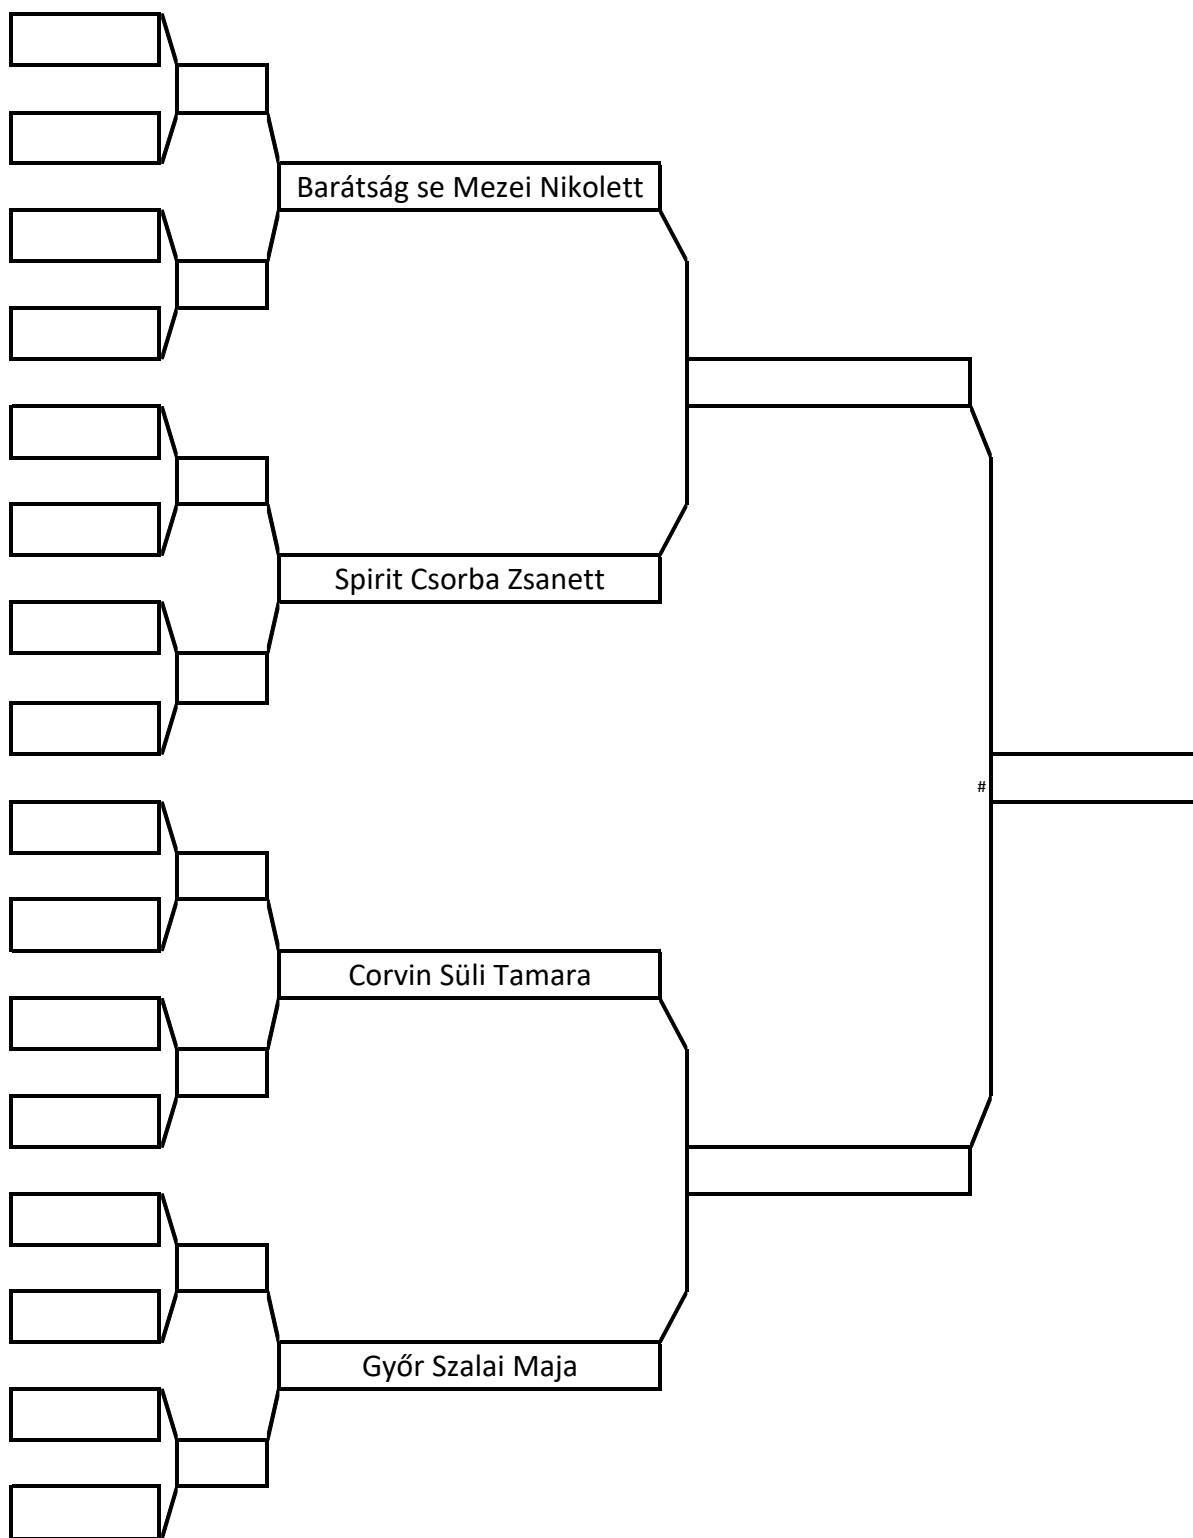 Barátság se Mezei Nikolett
Spirit Csorba Zsanett
#
Corvin Süli Tamara
Győr Szalai Maja